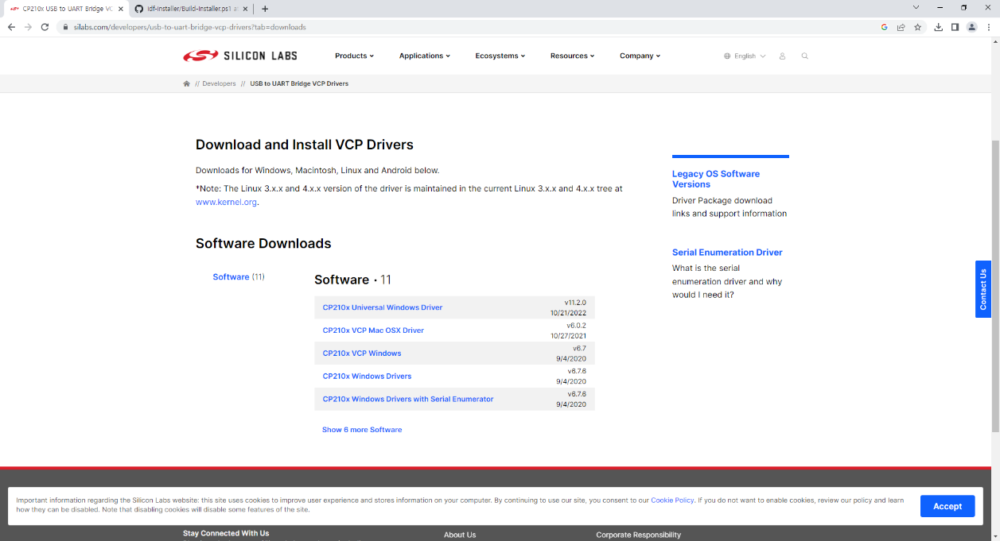 CP210x USB to UART Bridge VC
idf-installer/Build-Installer.ps1 a
silabs.com/developers/usb-to-uart-bridge-vcp-drivers?tab=downloads
SILICON LABS
Products
Applications
Ecosystems
Resources
Company
English
// Developers // USB to UART Bridge VCP Drivers
Download and Install VCP Drivers
Downloads for Windows, Macintosh, Linux and Android below.
*Note: The Linux 3.x.x and 4.x.x version of the driver is maintained in the current Linux 3.x.x and 4.x.x tree at
www.kernel.org.
Software Downloads
Software (11)
Software · 11
CP210x Universal Windows Driver
v11.2.0
10/21/2022
CP210x VCP Mac OSX Driver
v6.0.2
10/27/2021
CP210x VCP Windows
v6.7
9/4/2020
CP210x Windows Drivers
v6.7.6
9/4/2020
CP210x Windows Drivers with Serial Enumerator
v6.7.6
9/4/2020
Show 6 more Software
Legacy OS Software
Versions
Driver Package download
links and support information
Serial Enumeration Driver
What is the serial
enumeration driver and why
would I need it?
Contact Us
Important information regarding the Silicon Labs website: this site uses cookies to improve user experience and stores information on your computer. By continuing to use our site, you consent to our Cookie Policy. If you do not want to enable cookies, review our policy and learn
how they can be disabled. Note that disabling cookies will disable some features of the site.
Accept
Stay Connected With Us
About Us
Corporate Responsibility